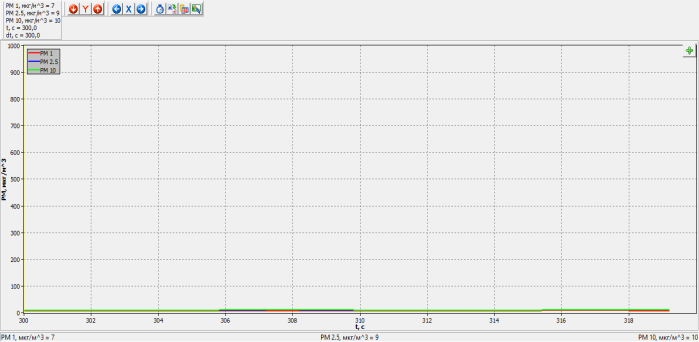 PM 1, мкг/м^3 = 7
PM 2.5, мкг/м^3 = 9
PM 10, мкг/м^3 = 10
t, c = 300,0
dt, c = 300,0
Y
X
1000
PM 1
PM 2.5
PM 10
900
800
700
600
500
400
300
200
100
0
PM, мкг/м^3
300 302 304 306 308 310 312 314 316 318
t, c
PM 1, мкг/м^3 = 7 PM 2.5, мкг/м^3 = 9 PM 10, мкг/м^3 = 10